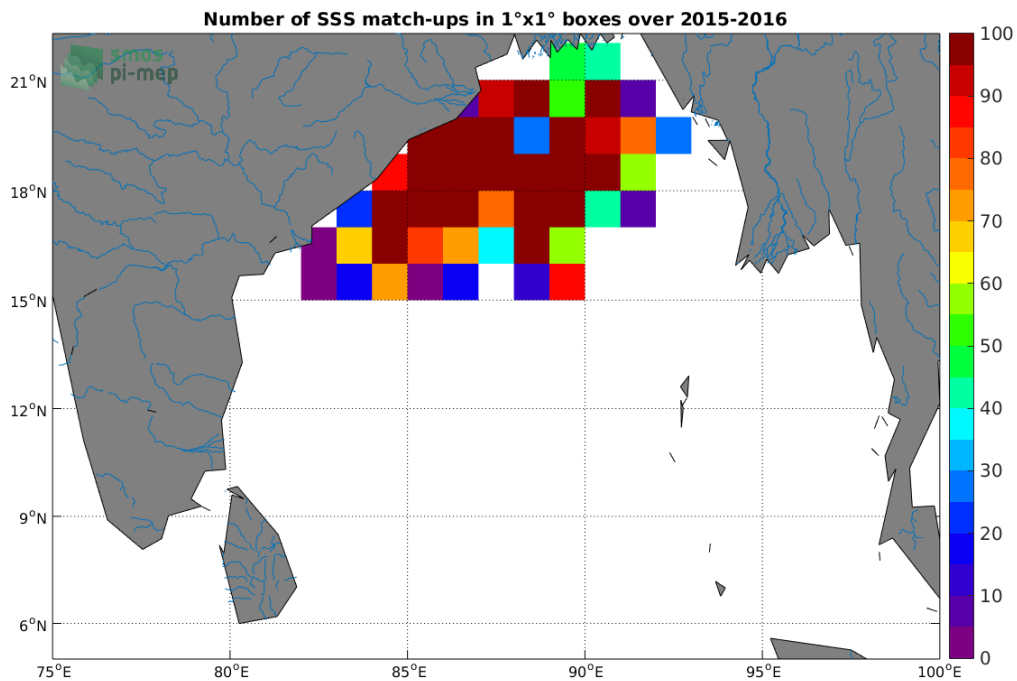 Number of SSS match-ups in 1°x1° boxes over 2015-2016
smos
pi-mep
21°N
18°N
15°N
12°N
9°N
6°N
75°E 80°E 85°E 90°E 95°E 100°E
100
90
80
70
60
50
40
30
20
10
0